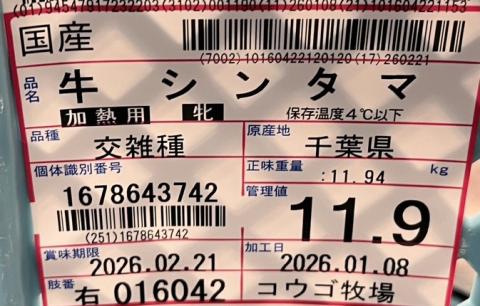 国産
(7002)10160422120120(17)260221
品名 牛 シンタマ
加熱用 牝 保存温度4℃以下
品種 交雑種 原産地 千葉県
個体識別番号 1678643742
正味重量 :11.94 kg
(251)1678643742
管理値 11.9
賞味期限 2026.02.21
加工日 2026.01.08
肢番 右 016042 コウゴ牧場